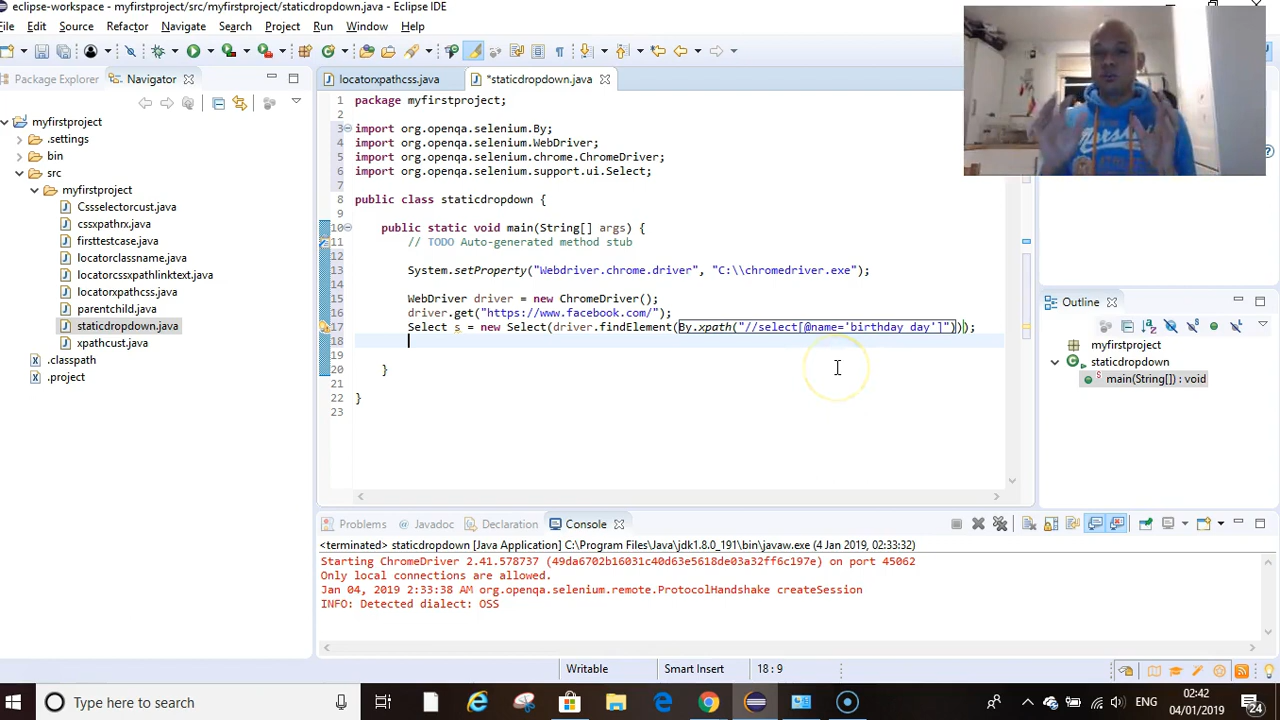 eclipse-workspace - myfirstproject/src/myfirstproject/staticdropdown.java - Eclipse IDE
File Edit Source Refactor Navigate Search Project Run Window Help
Package Explorer Navigator
locatorxpathcss.java *staticdropdown.java
myfirstproject
.settings
bin
src
myfirstproject
Cssselectorcust.java
cssxpathrx.java
firsttestcase.java
locatorclassname.java
locatorcssxpathlinktext.java
locatorxpathcss.java
parentchild.java
staticdropdown.java
xpathcust.java
.classpath
.project
1 package myfirstproject;
2
3 import org.openqa.selenium.By;
4 import org.openqa.selenium.WebDriver;
5 import org.openqa.selenium.chrome.ChromeDriver;
6 import org.openqa.selenium.support.ui.Select;
7
8 public class staticdropdown {
9
10 public static void main(String[] args) {
11 // TODO Auto-generated method stub
12
13 System.setProperty("Webdriver.chrome.driver", "C:\\chromedriver.exe");
14
15 WebDriver driver = new ChromeDriver();
16 driver.get("https://www.facebook.com/");
17 Select s = new Select(driver.findElement(By.xpath("//select[@name='birthday_day']")));
18
19
20 }
21
22 }
23
Outline
myfirstproject
staticdropdown
main(String[]) : void
Problems Javadoc Declaration Console
<terminated> staticdropdown [Java Application] C:\Program Files\Java\jdk1.8.0_191\bin\javaw.exe (4 Jan 2019, 02:33:32)
Starting ChromeDriver 2.41.578737 (49da6702b16031c40d63e5618de03a32ff6c197e) on port 45062
Only local connections are allowed.
Jan 04, 2019 2:33:38 AM org.openqa.selenium.remote.ProtocolHandshake createSession
INFO: Detected dialect: OSS
Writable Smart Insert 18:9
Type here to search
ENG
02:42
04/01/2019
24